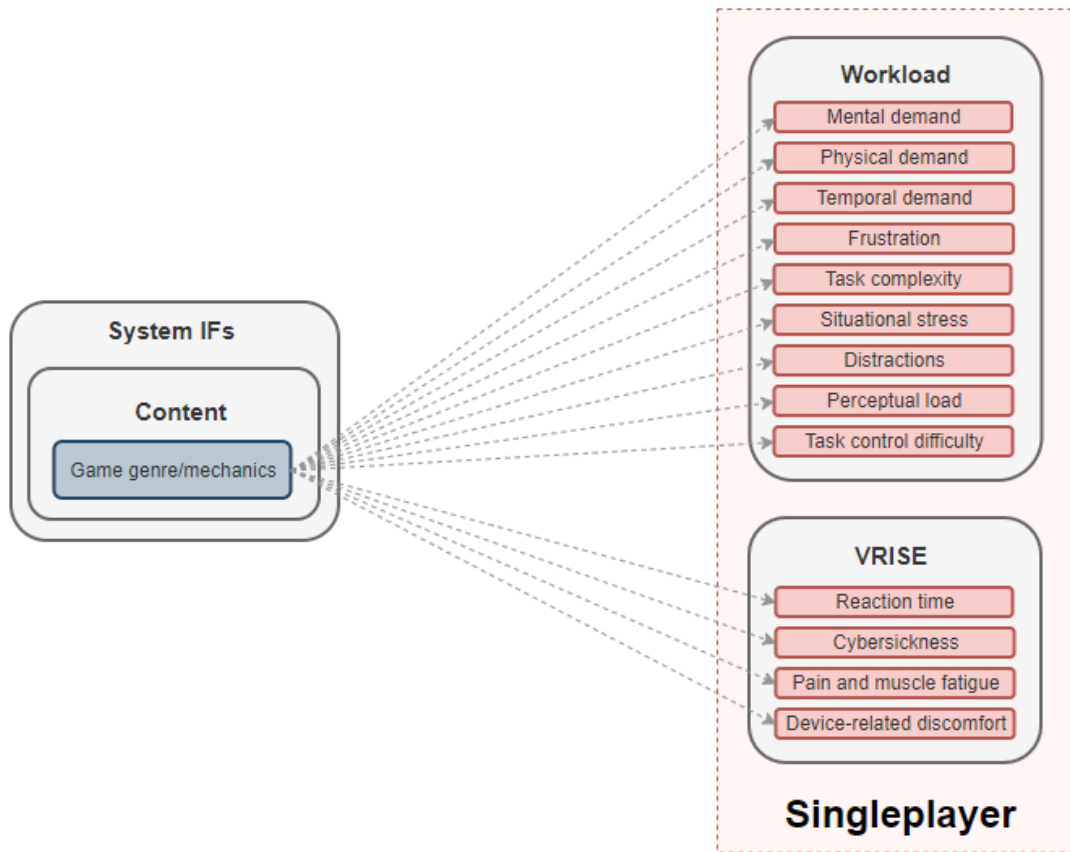 System IFs
Content
Game genre/mechanics
Workload
Mental demand
Physical demand
Temporal demand
Frustration
Task complexity
Situational stress
Distractions
Perceptual load
Task control difficulty
VRISE
Reaction time
Cybersickness
Pain and muscle fatigue
Device-related discomfort
Singleplayer